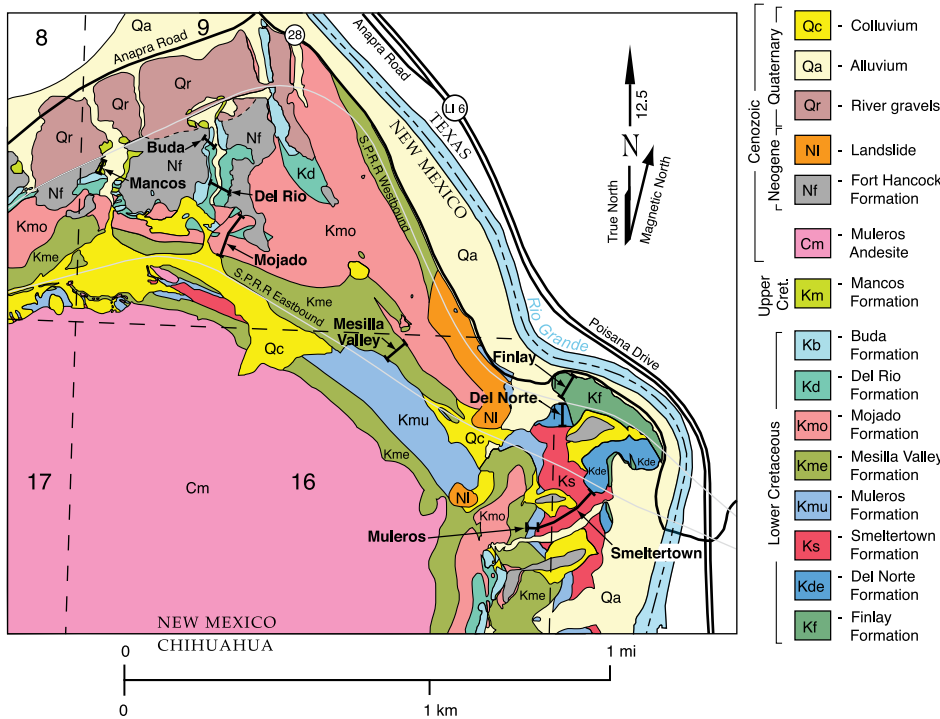 8
9
Qa
Anapra Road
28
Anapra Road
LI 6
TEXAS
NEW MEXICO
12.5
N
True North
Magnetic North
Qr
Qr
Qr
Qr
Buda
Nf
Nf
Nf
Mancos
Del Rio
Kd
S.P.R.R Westbound
Kmo
Kmo
Mojado
Kme
Qa
S.P.R.R Eastbound
Kme
Mesilla
Valley
Rio Grande
Poisana Drive
Qc
Finlay
Del Norte
Kf
Kmu
Nl
Qc
Kme
Kde
Kde
17
Cm
16
Ks
Nl
Kmo
Muleros
Smeltertown
Kme
Qa
NEW MEXICO
CHIHUAHUA
0
1 mi
0
1 km
Cenozoic
Quaternary
Neogene
Upper
Cret.
Lower Cretaceous
Qc - Colluvium
Qa - Alluvium
Qr - River gravels
Nl - Landslide
Nf - Fort Hancock
Formation
Cm - Muleros
Andesite
Km - Mancos
Formation
Kb - Buda
Formation
Kd - Del Rio
Formation
Kmo - Mojado
Formation
Kme - Mesilla Valley
Formation
Kmu - Muleros
Formation
Ks - Smeltertown
Formation
Kde - Del Norte
Formation
Kf - Finlay
Formation